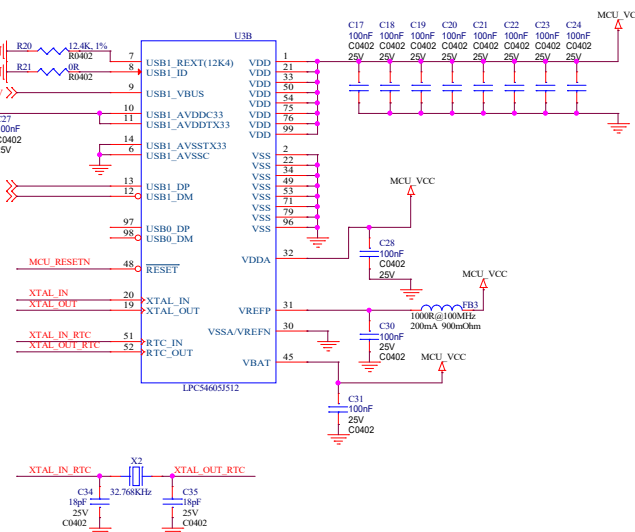 U3B
R20
12.4K, 1%
R0402
R21
0R
R0402
7
USB1_REXT(12K4)
8
USB1_ID
9
USB1_VBUS
10
USB1_AVDDC33
11
USB1_AVDDTX33
14
USB1_AVSSTX33
6
USB1_AVSSC
13
USB1_DP
12
USB1_DM
97
USB0_DP
98
USB0_DM
MCU_RESETN
48
RESET
XTAL_IN
20
XTAL_IN
XTAL_OUT
19
XTAL_OUT
XTAL_IN_RTC
51
RTC_IN
XTAL_OUT_RTC
52
RTC_OUT
C27
00nF
C0402
5V
VDD 1
VDD 21
VDD 33
VDD 50
VDD 54
VDD 75
VDD 76
VDD 99
VSS 2
VSS 22
VSS 34
VSS 49
VSS 53
VSS 71
VSS 79
VSS 96
VDDA 32
VREFP 31
VSSA/VREFN 30
VBAT 45
LPC54605J512
MCU_VCC
C17 C18 C19 C20 C21 C22 C23 C24
100nF 100nF 100nF 100nF 100nF 100nF 100nF 100nF
C0402 C0402 C0402 C0402 C0402 C0402 C0402 C0402
25V 25V 25V 25V 25V 25V 25V 25V
MCU_VCC
C28
100nF
C0402
25V
MCU_VCC
FB3
1000R@100MHz
200mA 900mOhm
C30
100nF
25V
C0402
MCU_VCC
C31
100nF
25V
C0402
XTAL_IN_RTC
X2
XTAL_OUT_RTC
32.768KHz
C34
18pF
25V
C0402
C35
18pF
25V
C0402